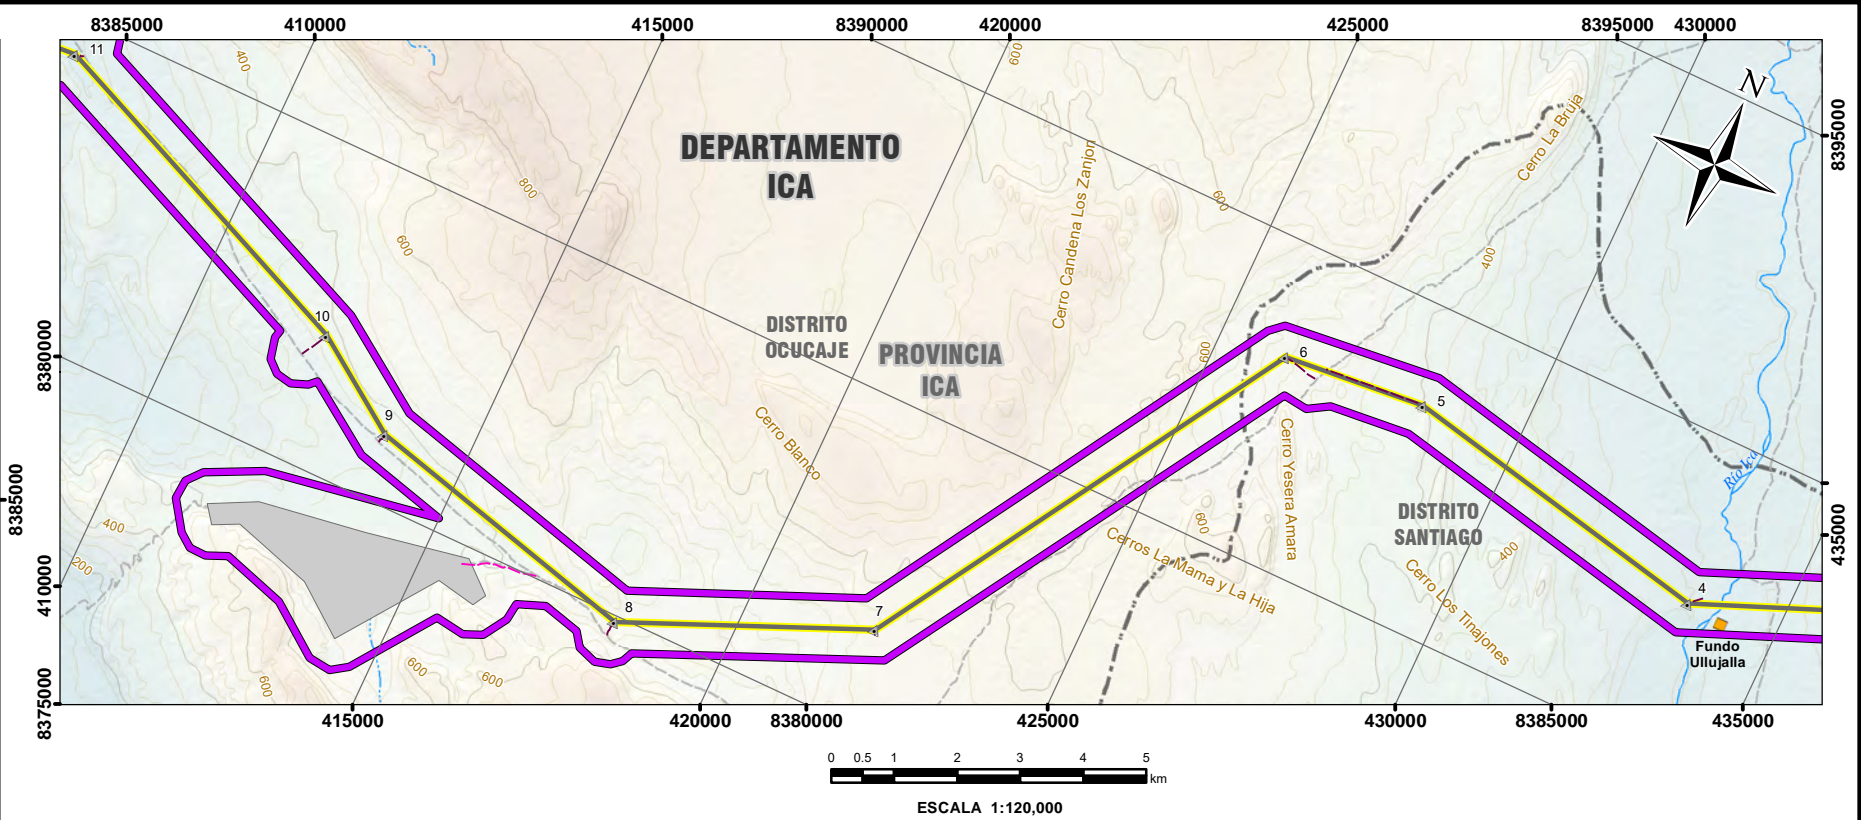 8385000
410000
415000
8390000
420000
425000
8395000
430000
11
400
600
N
DEPARTAMENTO
ICA
Cerro La Bruja
8395000
800
Cerro Candena Los Zanjon
600
600
400
10
DISTRITO
OCUCAJE
PROVINCIA
ICA
600
6
8380000
9
5
Cerro Blanco
Cerro Yesera Amara
Río Ica
8385000
400
200
600
DISTRITO
SANTIAGO
400
435000
Cerros La Mama y La Hija
Cerro Los Tinajones
410000
8
7
4
Fundo
Ullujalla
600
600
600
8375000
415000
420000
8380000
425000
430000
8385000
435000
0 0.5 1 2 3 4 5
km
ESCALA 1:120,000